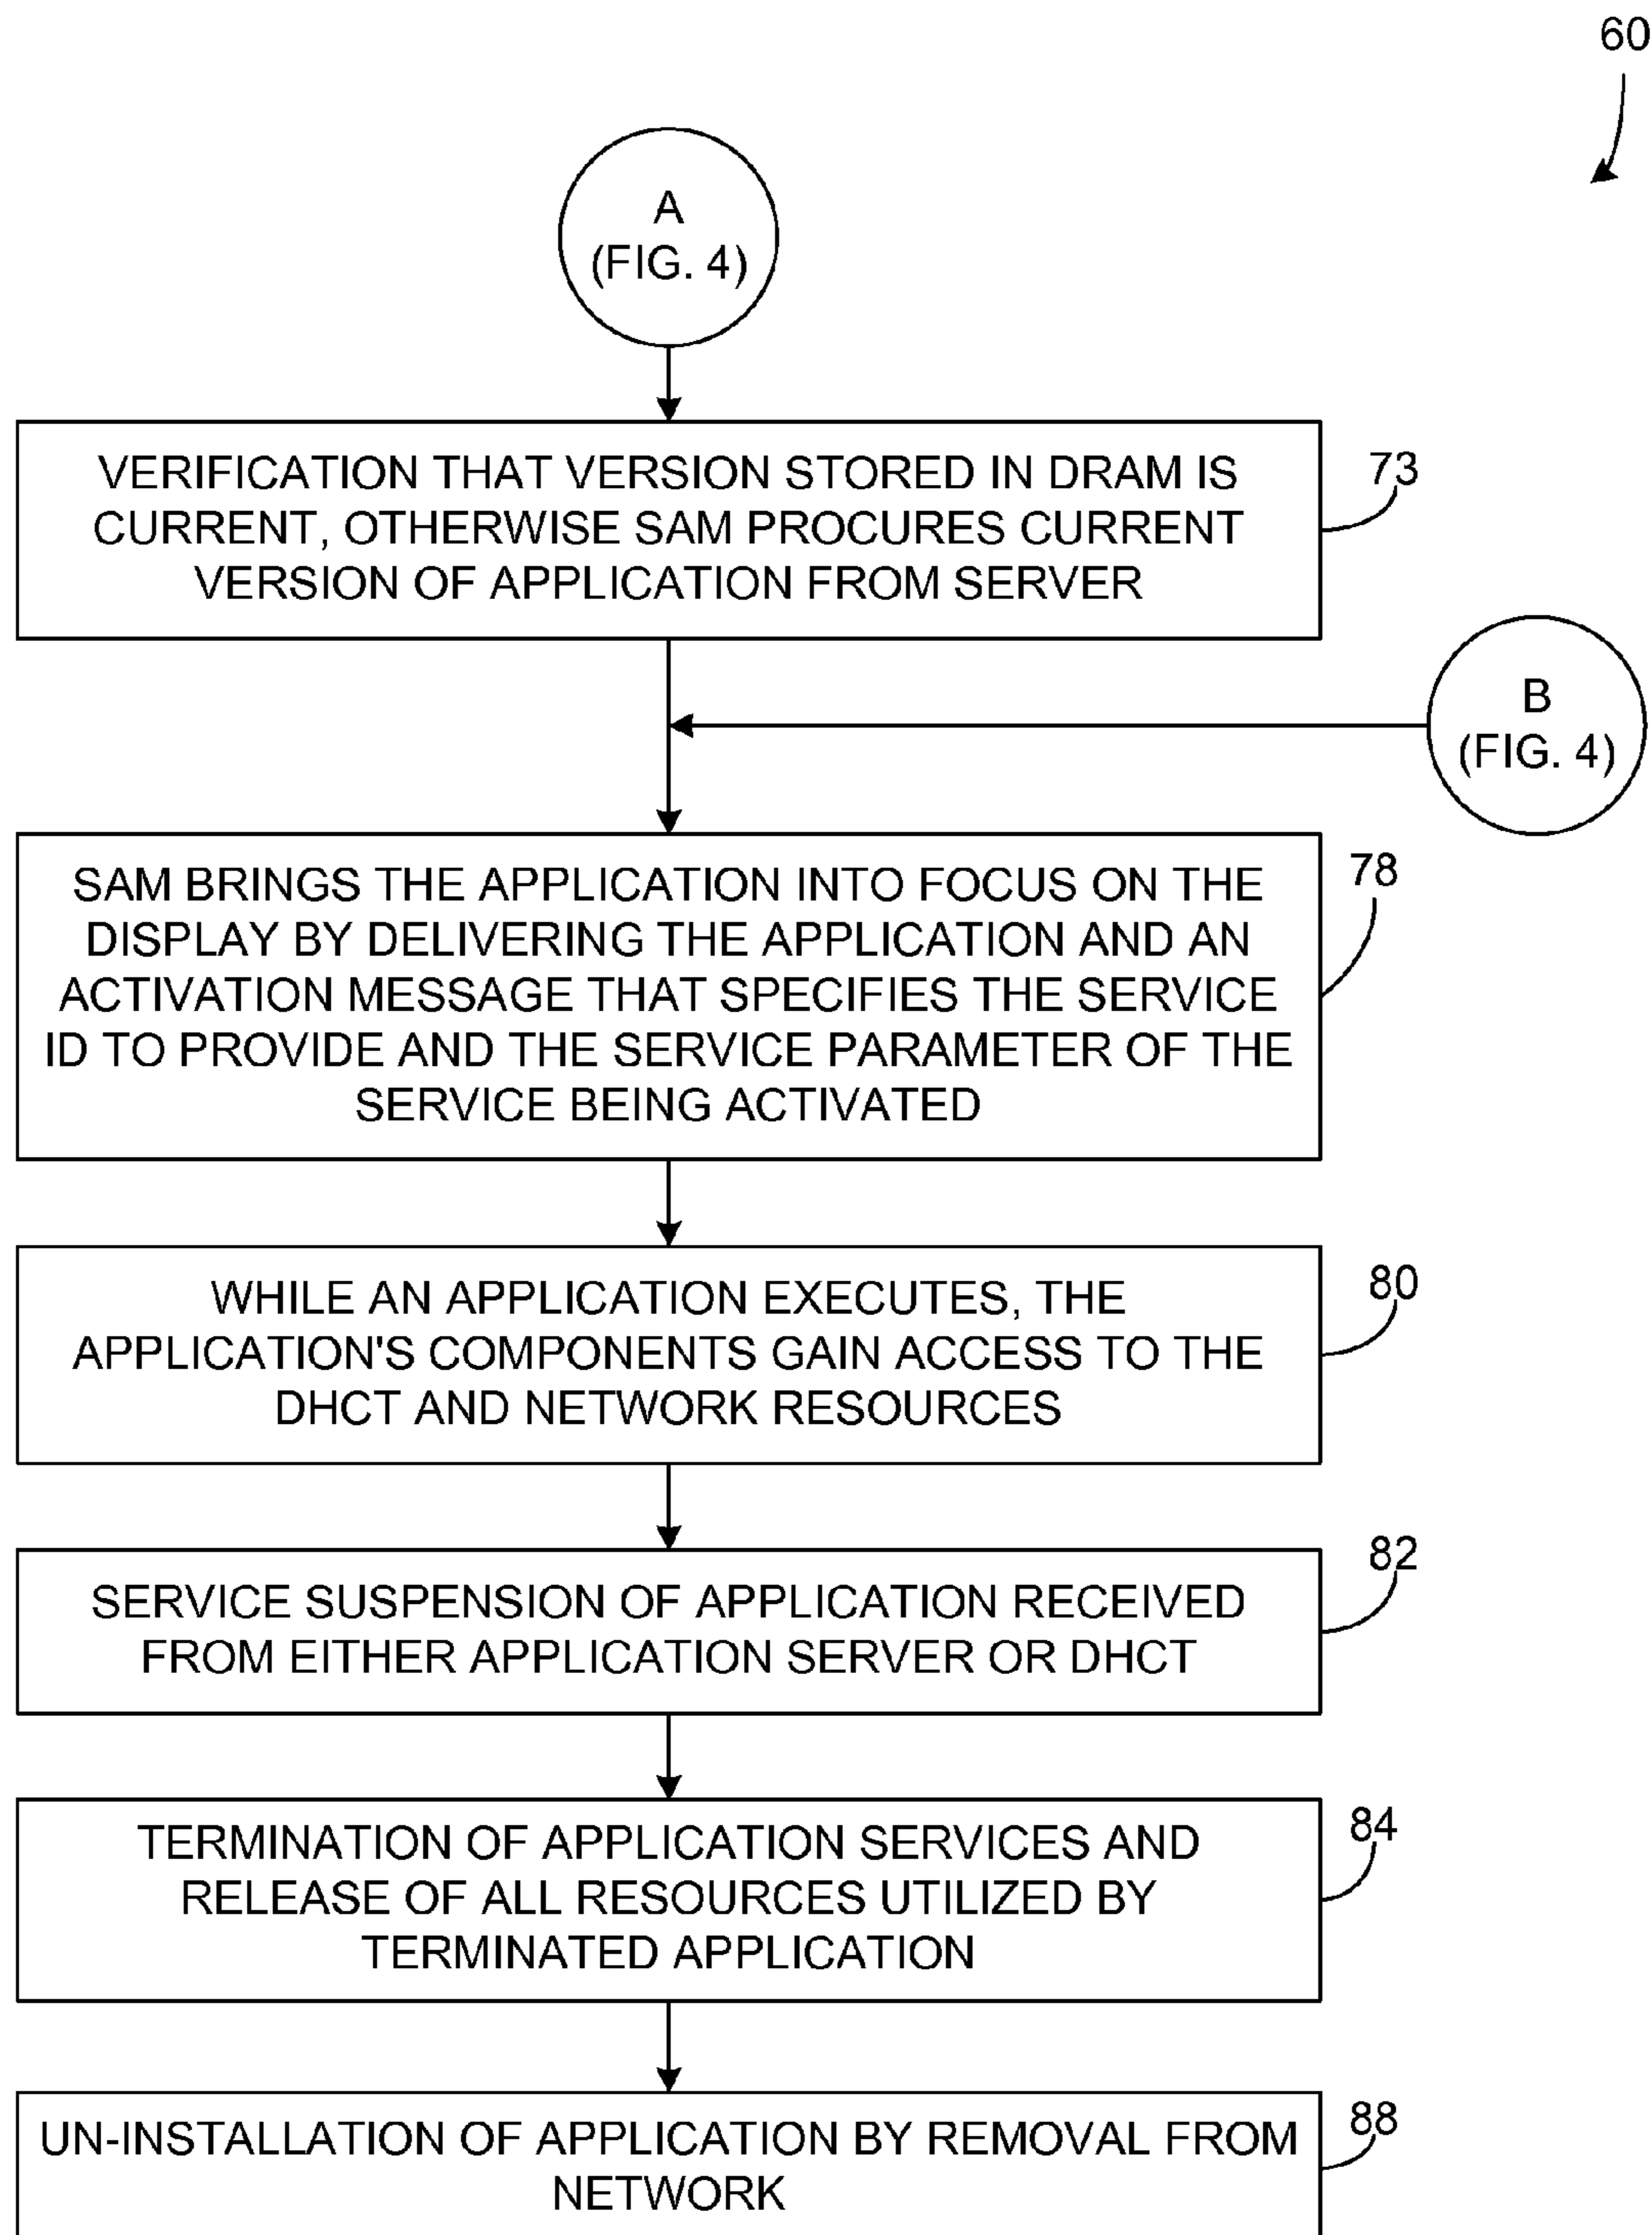 60
A
(FIG. 4)
VERIFICATION THAT VERSION STORED IN DRAM IS
CURRENT, OTHERWISE SAM PROCURES CURRENT
VERSION OF APPLICATION FROM SERVER
73
B
(FIG. 4)
SAM BRINGS THE APPLICATION INTO FOCUS ON THE
DISPLAY BY DELIVERING THE APPLICATION AND AN
ACTIVATION MESSAGE THAT SPECIFIES THE SERVICE
ID TO PROVIDE AND THE SERVICE PARAMETER OF THE
SERVICE BEING ACTIVATED
78
WHILE AN APPLICATION EXECUTES, THE
APPLICATION'S COMPONENTS GAIN ACCESS TO THE
DHCT AND NETWORK RESOURCES
80
SERVICE SUSPENSION OF APPLICATION RECEIVED
FROM EITHER APPLICATION SERVER OR DHCT
82
TERMINATION OF APPLICATION SERVICES AND
RELEASE OF ALL RESOURCES UTILIZED BY
TERMINATED APPLICATION
84
UN-INSTALLATION OF APPLICATION BY REMOVAL FROM
NETWORK
88